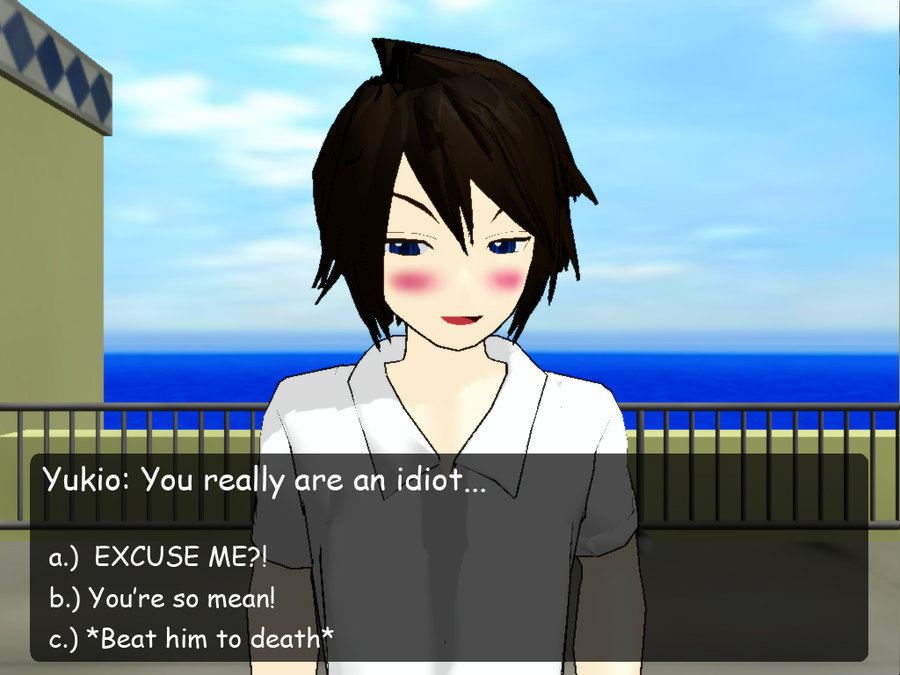 Yukio: You really are an idiot...
a.) EXCUSE ME?!
b.) You're so mean!
c.) *Beat him to death*